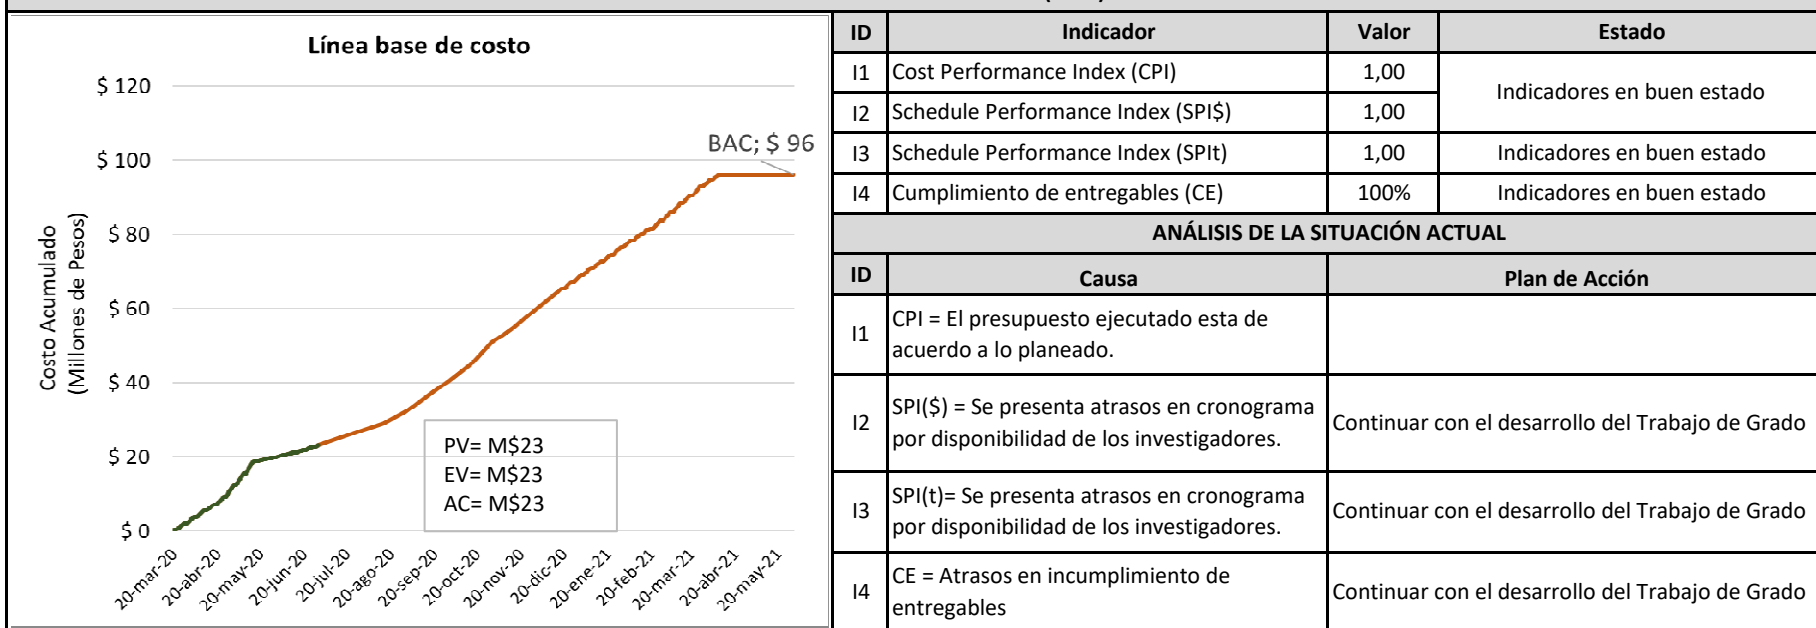 Línea base de costo
$ 120
$ 100
$ 80
$ 60
$ 40
$ 20
$ 0
Costo Acumulado
(Millones de Pesos)
BAC; $ 96
PV= M$23
EV= M$23
AC= M$23
20-mar-20
20-abr-20
20-may-20
20-jun-20
20-jul-20
20-ago-20
20-sep-20
20-oct-20
20-nov-20
20-dic-20
20-ene-21
20-feb-21
20-mar-21
20-abr-21
20-may-21
ID Indicador Valor Estado
I1 Cost Performance Index (CPI) 1,00 Indicadores en buen estado
I2 Schedule Performance Index (SPI$) 1,00
I3 Schedule Performance Index (SPIt) 1,00 Indicadores en buen estado
I4 Cumplimiento de entregables (CE) 100% Indicadores en buen estado
ANÁLISIS DE LA SITUACIÓN ACTUAL
ID Causa Plan de Acción
I1 CPI = El presupuesto ejecutado esta de
acuerdo a lo planeado.
I2 SPI($) = Se presenta atrasos en cronograma
por disponibilidad de los investigadores.
Continuar con el desarrollo del Trabajo de Grado
I3 SPI(t)= Se presenta atrasos en cronograma
por disponibilidad de los investigadores.
Continuar con el desarrollo del Trabajo de Grado
I4 CE = Atrasos en incumplimiento de
entregables
Continuar con el desarrollo del Trabajo de Grado